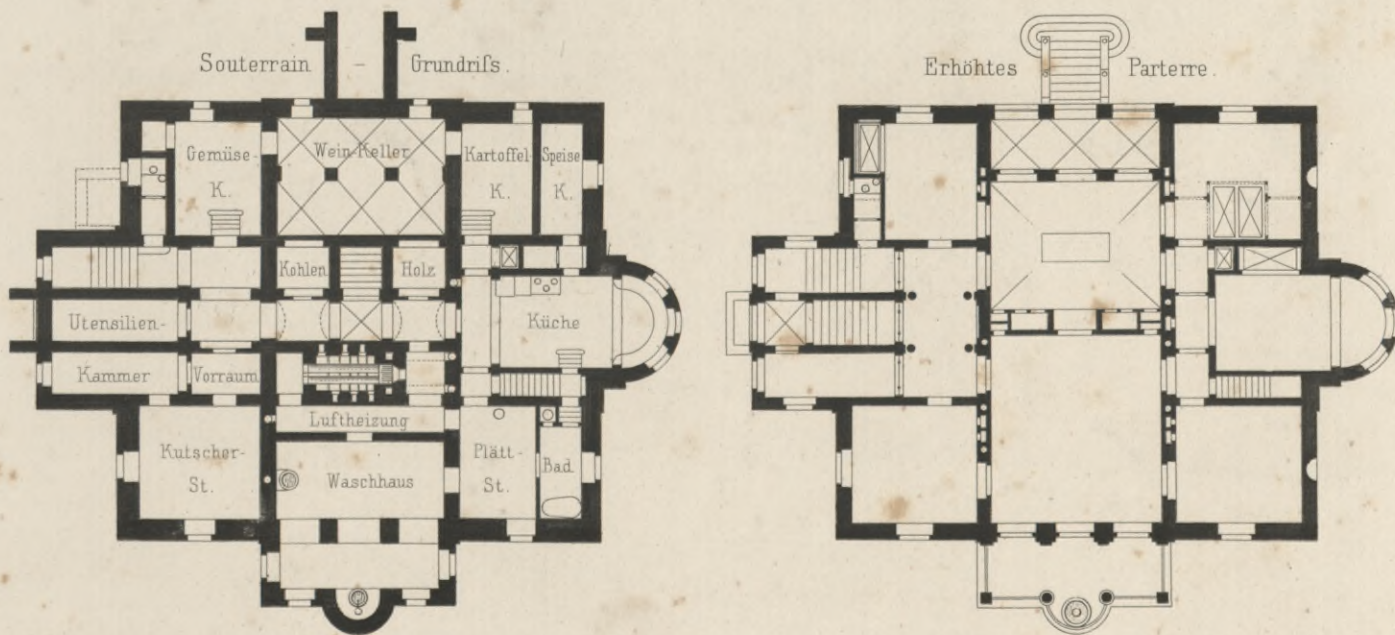 Souterrain - Grundriſs.
Erhöhtes Parterre.
Gemüse-
K.
Wein-Keller
Kartoffel-
K.
Speise
K.
Kohlen
Holz
Utensilien-
Küche
Kammer
Vorraum
Luftheizung
Kutscher-
St.
Waschhaus
Plätt-
St.
Bad